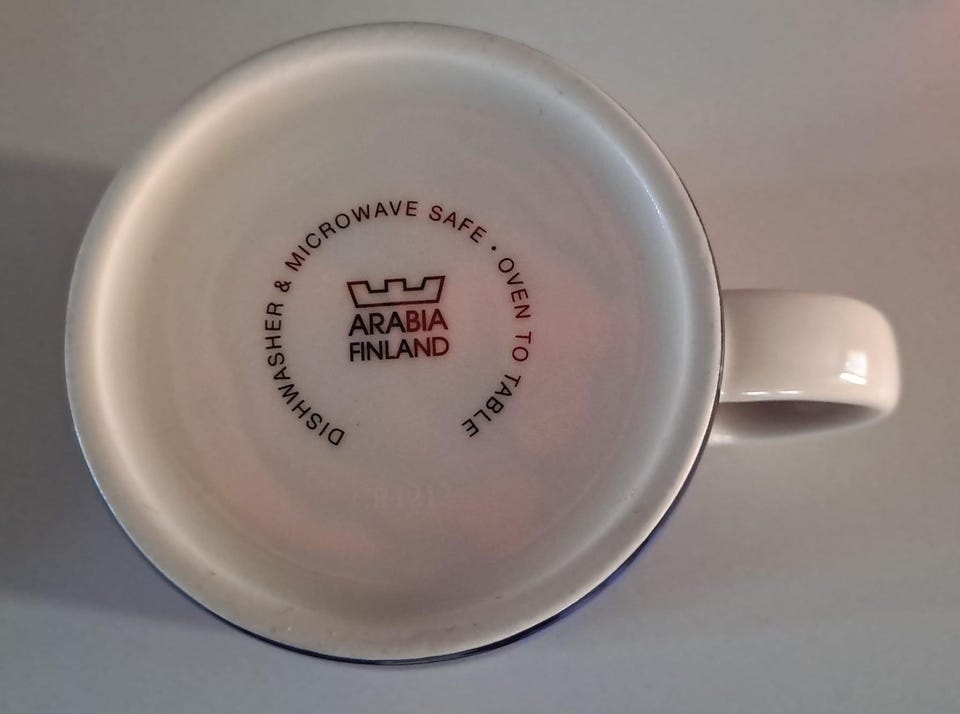 DISHWASHER & MICROWAVE SAFE • OVEN TO TABLE
ARABIA
FINLAND